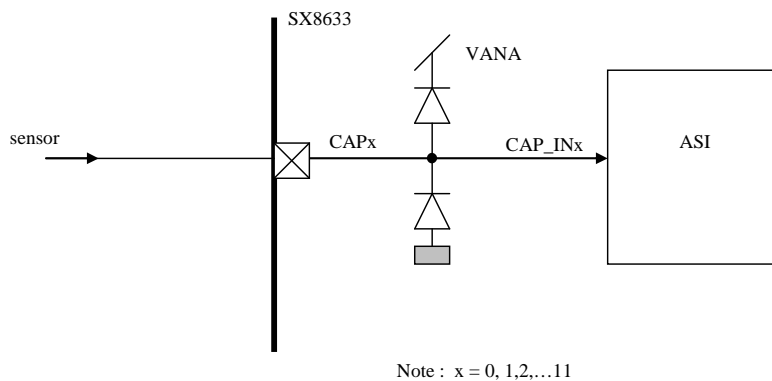 SX8633
VANA
sensor
CAPx
CAP_INx
ASI
Note : x = 0, 1,2,…11